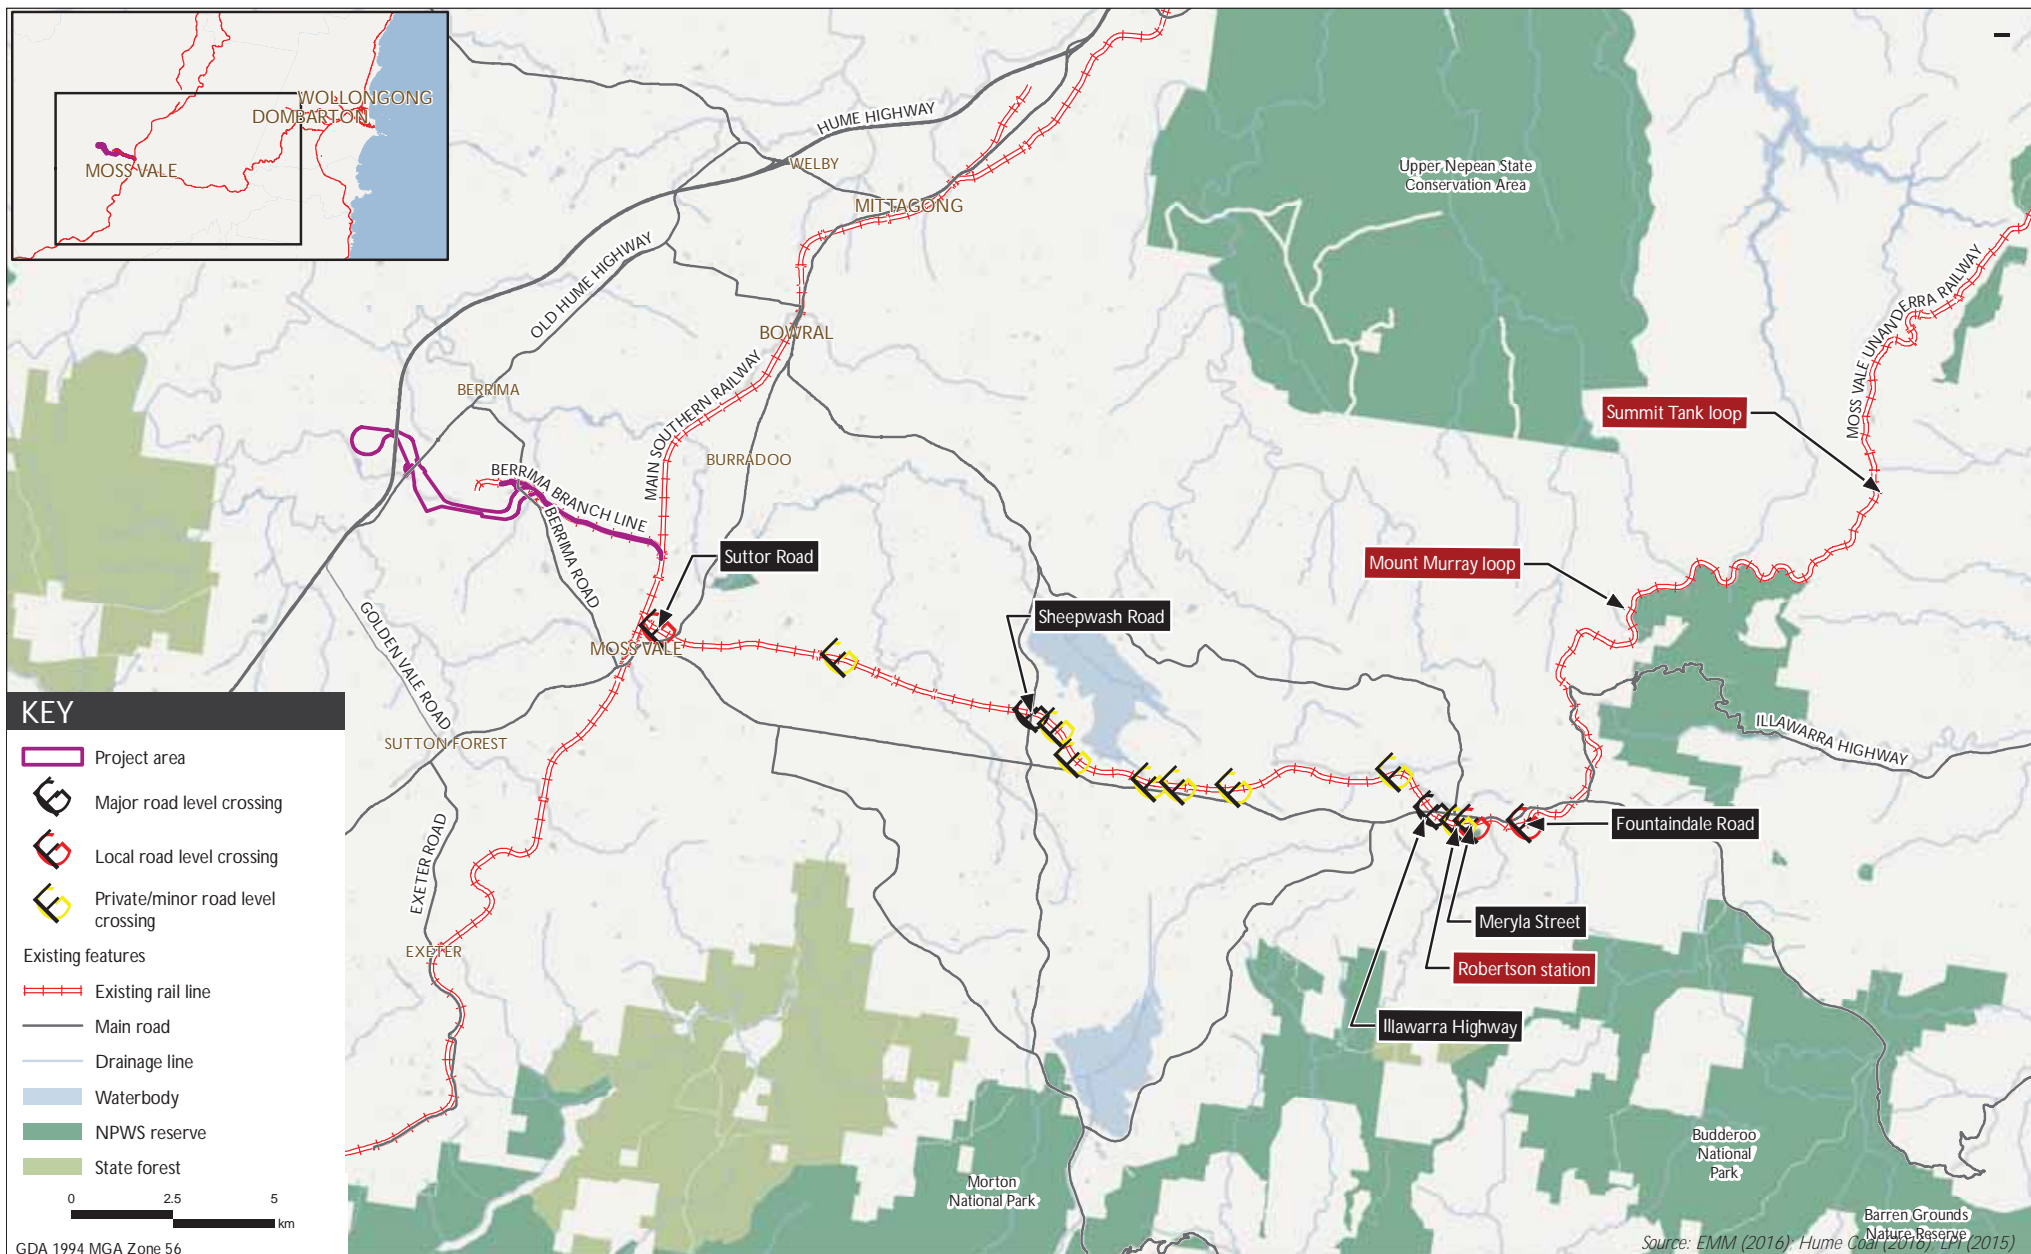 WOLLONGONG
DOMBARTON
MOSS VALE
HUME HIGHWAY
WELBY
MITTAGONG
Upper Nepean State
Conservation Area
OLD HUME HIGHWAY
BOWRAL
MOSS VALE UNANDERRA RAILWAY
BERRIMA
MAIN SOUTHERN RAILWAY
Summit Tank loop
BURRADOO
BERRIMA BRANCH LINE
BERRIMA ROAD
Suttor Road
Mount Murray loop
Sheepwash Road
GOLDEN VALE ROAD
MOSS VALE
SUTTON FOREST
ILLAWARRA HIGHWAY
Fountaindale Road
EXETER ROAD
Meryla Street
EXETER
Robertson station
Illawarra Highway
Morton
National Park
Budderoo
National
Park
Barren Grounds
Nature Reserve
KEY
Project area
Major road level crossing
Local road level crossing
Private/minor road level
crossing
Existing features
Existing rail line
Main road
Drainage line
Waterbody
NPWS reserve
State forest
0 2.5 5
km
GDA 1994 MGA Zone 56
Source: EMM (2016); Hume Coal (2016); LPI (2015)